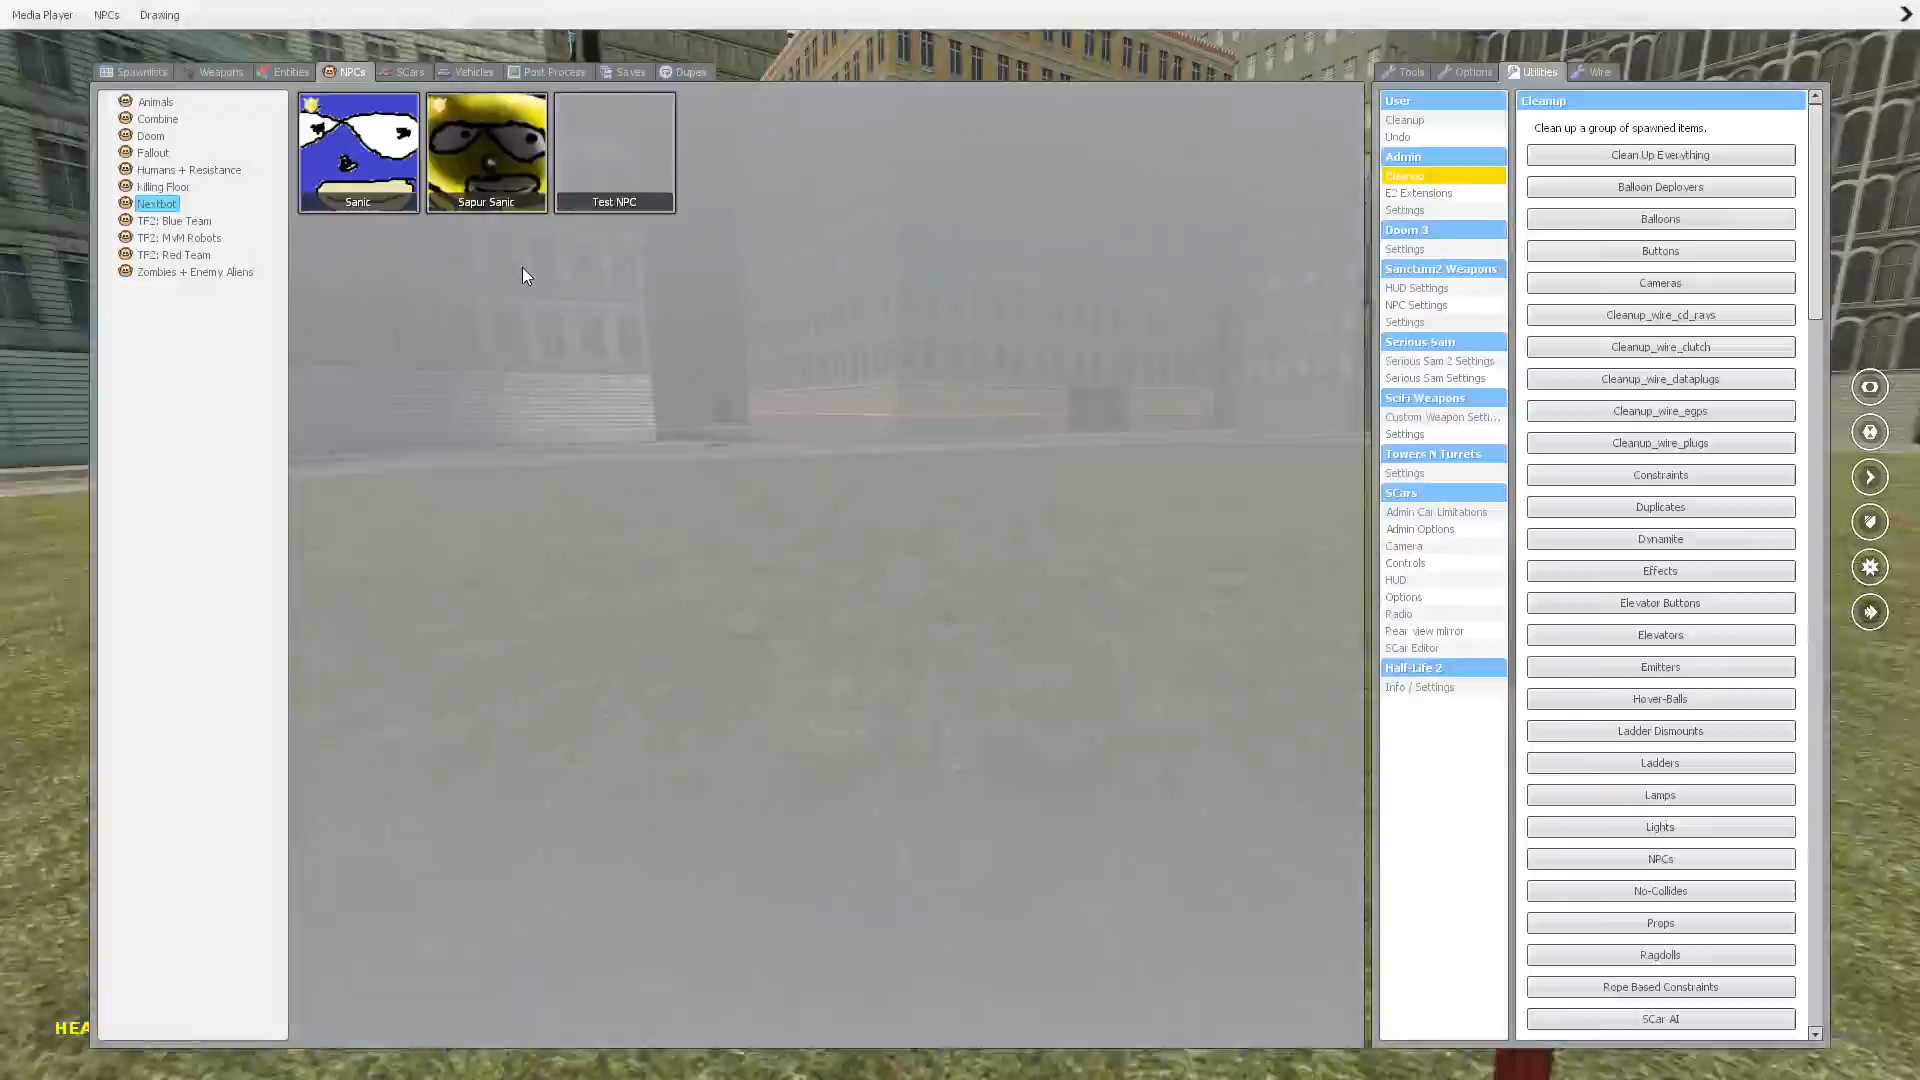 Media Player NPCs Drawing
Spawnlists Weapons Entities NPCs SCars Vehicles Post Process Saves Dupes
Tools Options Utilities Wire
Animals
Combine
Doom
Fallout
Humans + Resistance
Killing Floor
Nextbot
TF2: Blue Team
TF2: MvM Robots
TF2: Red Team
Zombies + Enemy Aliens
Sanic
Sapur Sanic
Test NPC
User
Cleanup
Undo
Admin
Cleanup
E2 Extensions
Settings
Doom 3
Settings
Sanctum2 Weapons
HUD Settings
NPC Settings
Settings
Serious Sam
Serious Sam 2 Settings
Serious Sam Settings
SciFi Weapons
Custom Weapon Setti...
Settings
Towers N Turrets
Settings
SCars
Admin Car Limitations
Admin Options
Camera
Controls
HUD
Options
Radio
Rear view mirror
SCar Editor
Half-Life 2
Info / Settings
Cleanup
Clean up a group of spawned items.
Clean Up Everything
Balloon Deployers
Balloons
Buttons
Cameras
Cleanup_wire_cd_rays
Cleanup_wire_clutch
Cleanup_wire_dataplugs
Cleanup_wire_egps
Cleanup_wire_plugs
Constraints
Duplicates
Dynamite
Effects
Elevator Buttons
Elevators
Emitters
Hover-Balls
Ladder Dismounts
Ladders
Lamps
Lights
NPCs
No-Collides
Props
Ragdolls
Rope Based Constraints
SCar AI
HEA